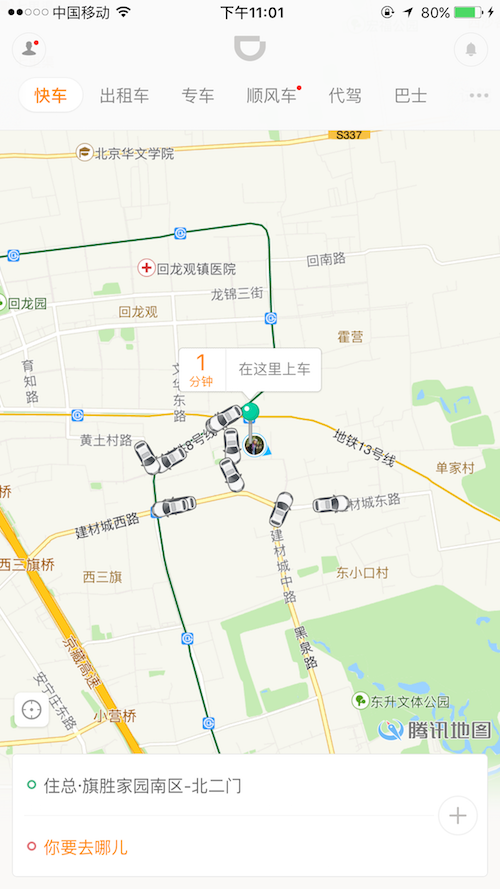 中国移动
下午11:01
80%
快车
出租车
专车
顺风车
代驾
巴士
S337
北京华文学院
回龙观镇医院
回南路
龙锦三街
回龙园
回龙观
霍营
育知路
1
分钟
在这里上车
东路
黄土村路
8号线
地铁13号线
单家村
桥
建材城西路
材城东路
西三旗桥
西三旗
建材城中路
东小口村
黑泉路
京藏高速
安宁庄东路
小营桥
东升文体公园
腾讯地图
住总·旗胜家园南区-北二门
你要去哪儿